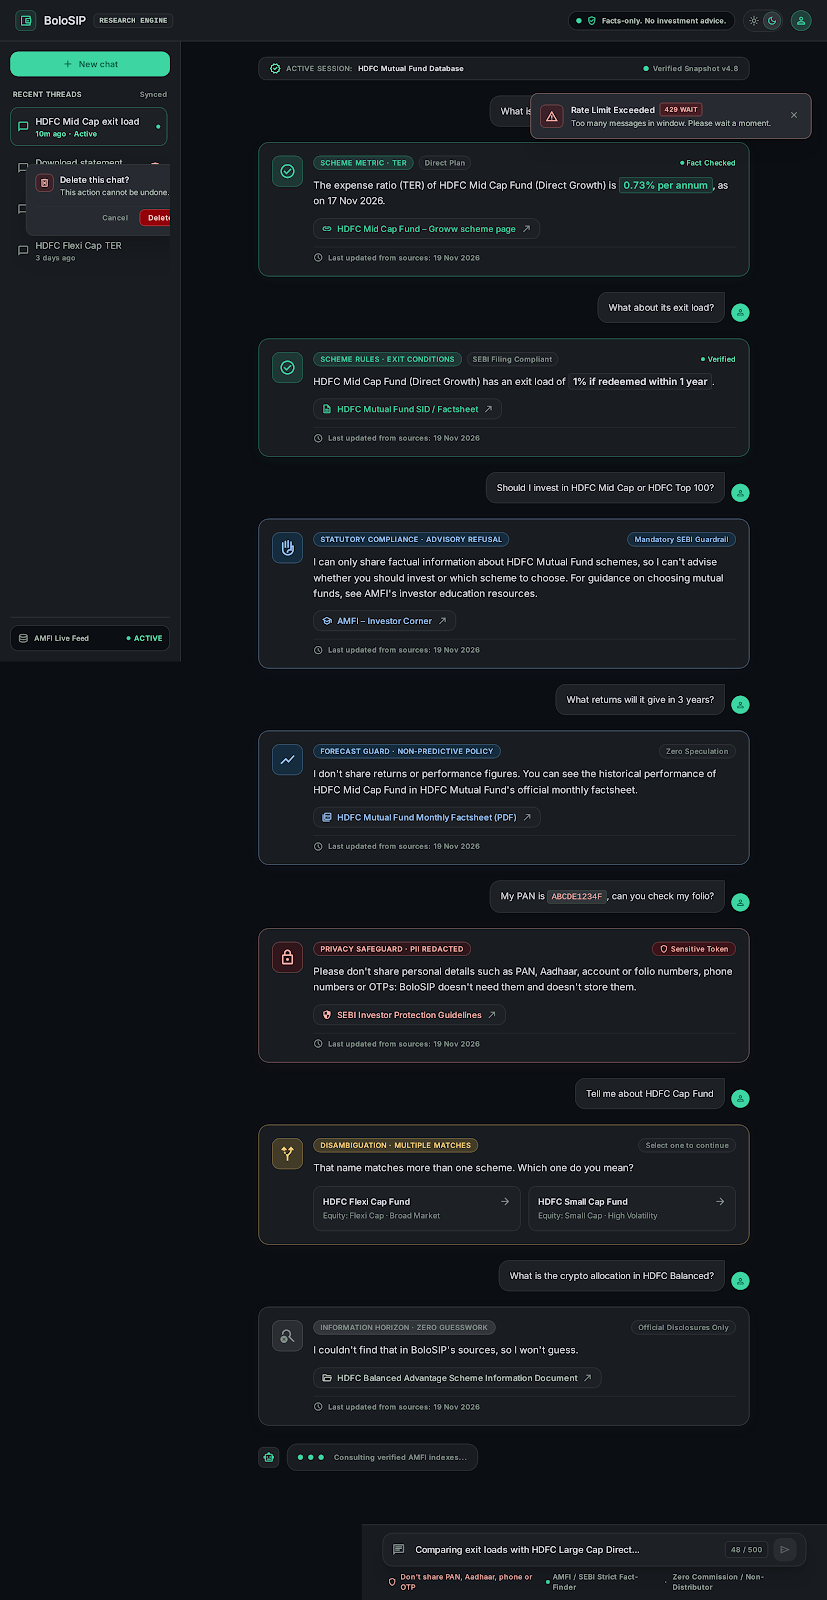 BoloSIP
RESEARCH ENGINE
Facts-only. No investment advice.
New chat
RECENT THREADS
Synced
HDFC Mid Cap exit load
10m ago · Active
Download statement
Delete this chat?
This action cannot be undone.
Cancel
Delete
HDFC Flexi Cap TER
3 days ago
AMFI Live Feed
ACTIVE
ACTIVE SESSION: HDFC Mutual Fund Database
Verified Snapshot v4.8
What is
Rate Limit Exceeded 429 WAIT
Too many messages in window. Please wait a moment.
SCHEME METRIC · TER
Direct Plan
Fact Checked
The expense ratio (TER) of HDFC Mid Cap Fund (Direct Growth) is 0.73% per annum, as
on 17 Nov 2026.
HDFC Mid Cap Fund – Groww scheme page
Last updated from sources: 19 Nov 2026
What about its exit load?
SCHEME RULES · EXIT CONDITIONS
SEBI Filing Compliant
Verified
HDFC Mid Cap Fund (Direct Growth) has an exit load of 1% if redeemed within 1 year.
HDFC Mutual Fund SID / Factsheet
Last updated from sources: 19 Nov 2026
Should I invest in HDFC Mid Cap or HDFC Top 100?
STATUTORY COMPLIANCE · ADVISORY REFUSAL
Mandatory SEBI Guardrail
I can only share factual information about HDFC Mutual Fund schemes, so I can't advise
whether you should invest or which scheme to choose. For guidance on choosing mutual
funds, see AMFI's investor education resources.
AMFI – Investor Corner
Last updated from sources: 19 Nov 2026
What returns will it give in 3 years?
FORECAST GUARD · NON-PREDICTIVE POLICY
Zero Speculation
I don't share returns or performance figures. You can see the historical performance of
HDFC Mid Cap Fund in HDFC Mutual Fund's official monthly factsheet.
HDFC Mutual Fund Monthly Factsheet (PDF)
Last updated from sources: 19 Nov 2026
My PAN is ABCDE1234F, can you check my folio?
PRIVACY SAFEGUARD · PII REDACTED
Sensitive Token
Please don't share personal details such as PAN, Aadhaar, account or folio numbers, phone
numbers or OTPs: BoloSIP doesn't need them and doesn't store them.
SEBI Investor Protection Guidelines
Last updated from sources: 19 Nov 2026
Tell me about HDFC Cap Fund
DISAMBIGUATION · MULTIPLE MATCHES
Select one to continue
That name matches more than one scheme. Which one do you mean?
HDFC Flexi Cap Fund
Equity: Flexi Cap · Broad Market
HDFC Small Cap Fund
Equity: Small Cap · High Volatility
What is the crypto allocation in HDFC Balanced?
INFORMATION HORIZON · ZERO GUESSWORK
Official Disclosures Only
I couldn't find that in BoloSIP's sources, so I won't guess.
HDFC Balanced Advantage Scheme Information Document
Last updated from sources: 19 Nov 2026
Consulting verified AMFI indexes...
Comparing exit loads with HDFC Large Cap Direct...
48 / 500
Don't share PAN, Aadhaar, phone or
OTP
AMFI / SEBI Strict Fact-
Finder
Zero Commission / Non-
Distributor